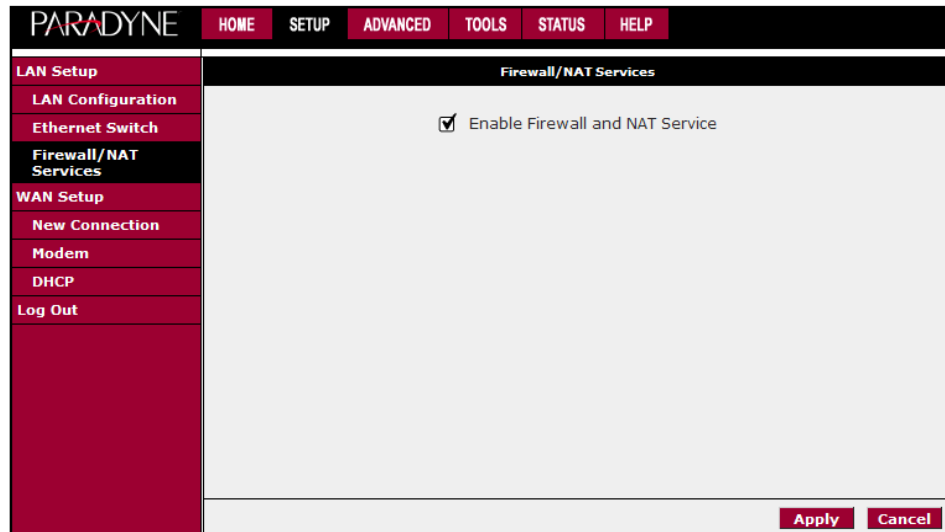 PARADYNE
HOME SETUP ADVANCED TOOLS STATUS HELP
LAN Setup
LAN Configuration
Ethernet Switch
Firewall/NAT
Services
WAN Setup
New Connection
Modem
DHCP
Log Out
Firewall/NAT Services
Enable Firewall and NAT Service
Apply Cancel